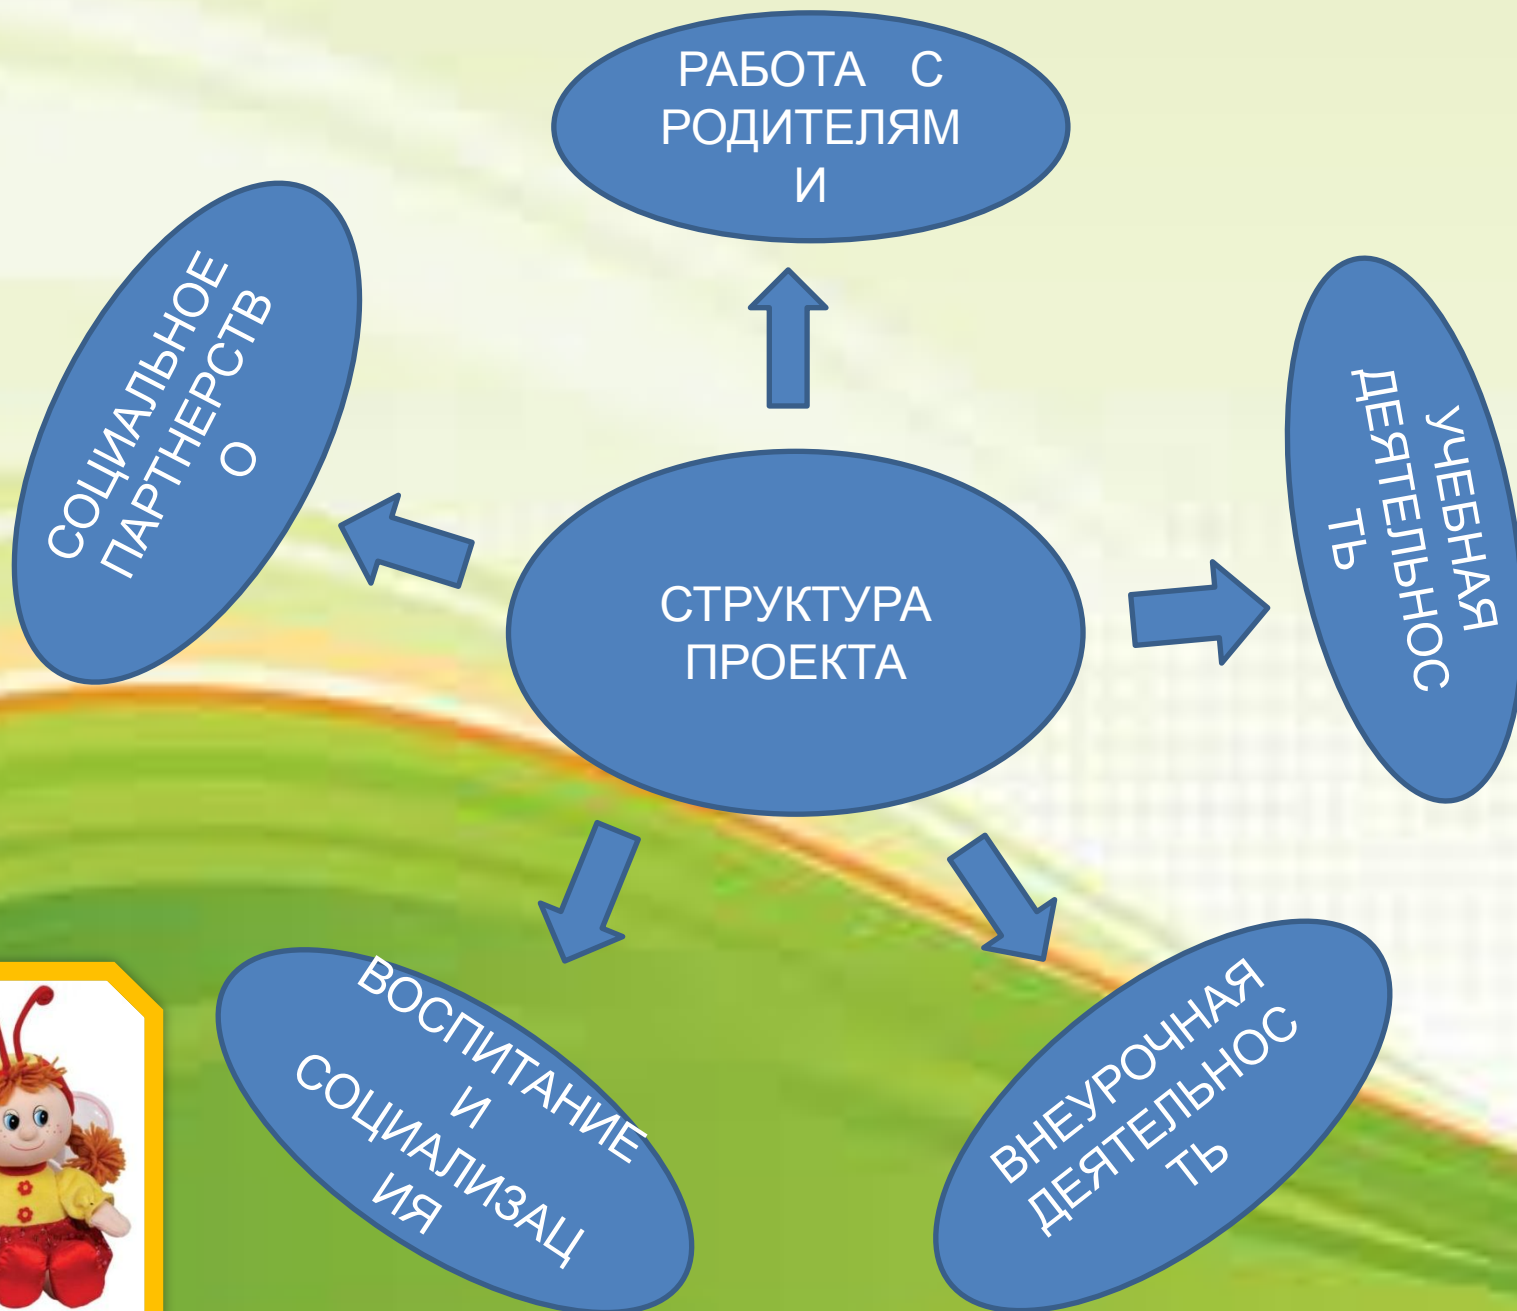 РАБОТА С
РОДИТЕЛЯМ
И
СОЦИАЛЬНОЕ
ПАРТНЕРСТВ
О
УЧЕБНАЯ
ДЕЯТЕЛЬНОС
ТЬ
СТРУКТУРА
ПРОЕКТА
ВОСПИТАНИЕ
И
СОЦИАЛИЗАЦ
ИЯ
ВНЕУРОЧНАЯ
ДЕЯТЕЛЬНОС
ТЬ